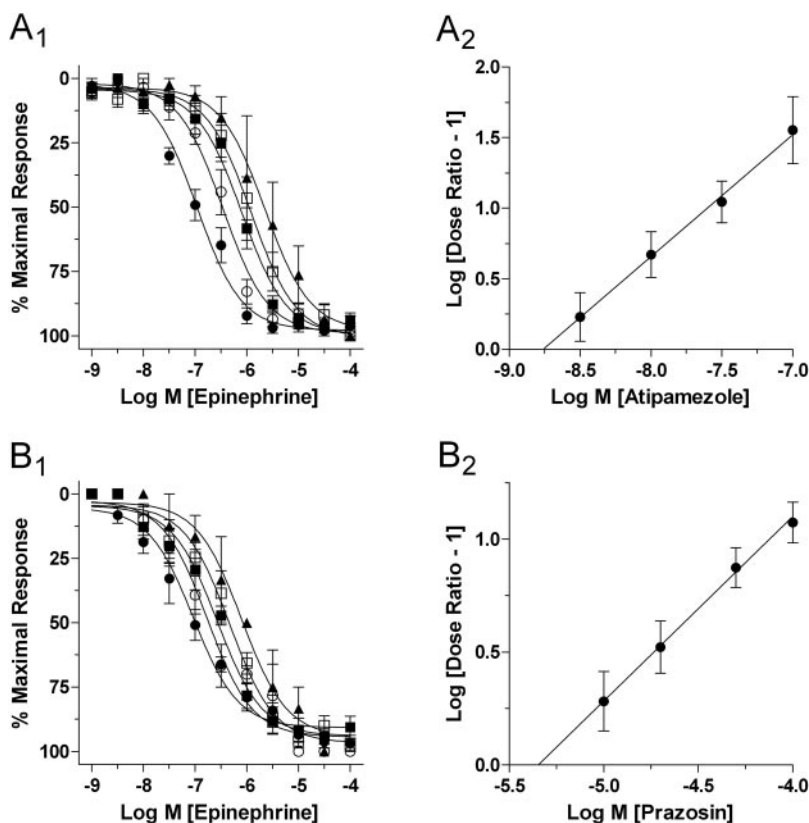 A1
% Maximal Response
0
25
50
75
100
-9 -8 -7 -6 -5 -4
Log M [Epinephrine]
A2
Log [Dose Ratio - 1]
2.0
1.5
1.0
0.5
0.0
-9.0 -8.5 -8.0 -7.5 -7.0
Log M [Atipamezole]
B1
% Maximal Response
0
25
50
75
100
-9 -8 -7 -6 -5 -4
Log M [Epinephrine]
B2
Log [Dose Ratio - 1]
1.0
0.5
0.0
-5.5 -5.0 -4.5 -4.0
Log M [Prazosin]